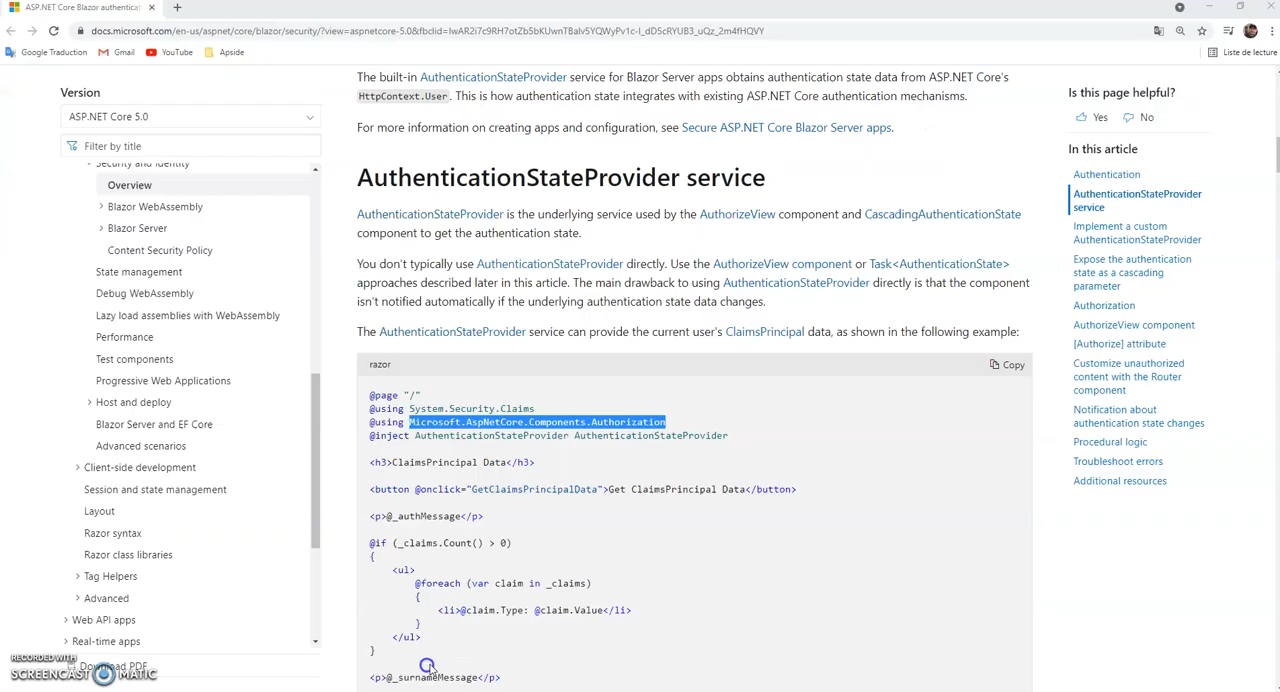 ASP.NET Core Blazor authenticat
docs.microsoft.com/en-us/aspnet/core/blazor/security/?view=aspnetcore-5.0&fbclid=IwAR2i7c9RH7otZb5bKUwnTBaIv5YQWyPv1c-I_dD5cRYUB3_uQz_2m4fHQVY
Google Traduction Gmail YouTube Apside Liste de lecture
Version
ASP.NET Core 5.0
Filter by title
Security and Identity
Overview
Blazor WebAssembly
Blazor Server
Content Security Policy
State management
Debug WebAssembly
Lazy load assemblies with WebAssembly
Performance
Test components
Progressive Web Applications
Host and deploy
Blazor Server and EF Core
Advanced scenarios
Client-side development
Session and state management
Layout
Razor syntax
Razor class libraries
Tag Helpers
Advanced
Web API apps
Real-time apps
Download PDF
RECORDED WITH
SCREENCAST MATIC
The built-in AuthenticationStateProvider service for Blazor Server apps obtains authentication state data from ASP.NET Core's
HttpContext.User. This is how authentication state integrates with existing ASP.NET Core authentication mechanisms.
For more information on creating apps and configuration, see Secure ASP.NET Core Blazor Server apps.
AuthenticationStateProvider service
AuthenticationStateProvider is the underlying service used by the AuthorizeView component and CascadingAuthenticationState
component to get the authentication state.
You don't typically use AuthenticationStateProvider directly. Use the AuthorizeView component or Task<AuthenticationState>
approaches described later in this article. The main drawback to using AuthenticationStateProvider directly is that the component
isn't notified automatically if the underlying authentication state data changes.
The AuthenticationStateProvider service can provide the current user's ClaimsPrincipal data, as shown in the following example:
razor Copy
@page "/"
@using System.Security.Claims
@using Microsoft.AspNetCore.Components.Authorization
@inject AuthenticationStateProvider AuthenticationStateProvider
<h3>ClaimsPrincipal Data</h3>
<button @onclick="GetClaimsPrincipalData">Get ClaimsPrincipal Data</button>
<p>@_authMessage</p>
@if (_claims.Count() > 0)
{
<ul>
@foreach (var claim in _claims)
{
<li>@claim.Type: @claim.Value</li>
}
</ul>
}
<p>@_surnameMessage</p>
Is this page helpful?
Yes No
In this article
Authentication
AuthenticationStateProvider
service
Implement a custom
AuthenticationStateProvider
Expose the authentication
state as a cascading
parameter
Authorization
AuthorizeView component
[Authorize] attribute
Customize unauthorized
content with the Router
component
Notification about
authentication state changes
Procedural logic
Troubleshoot errors
Additional resources